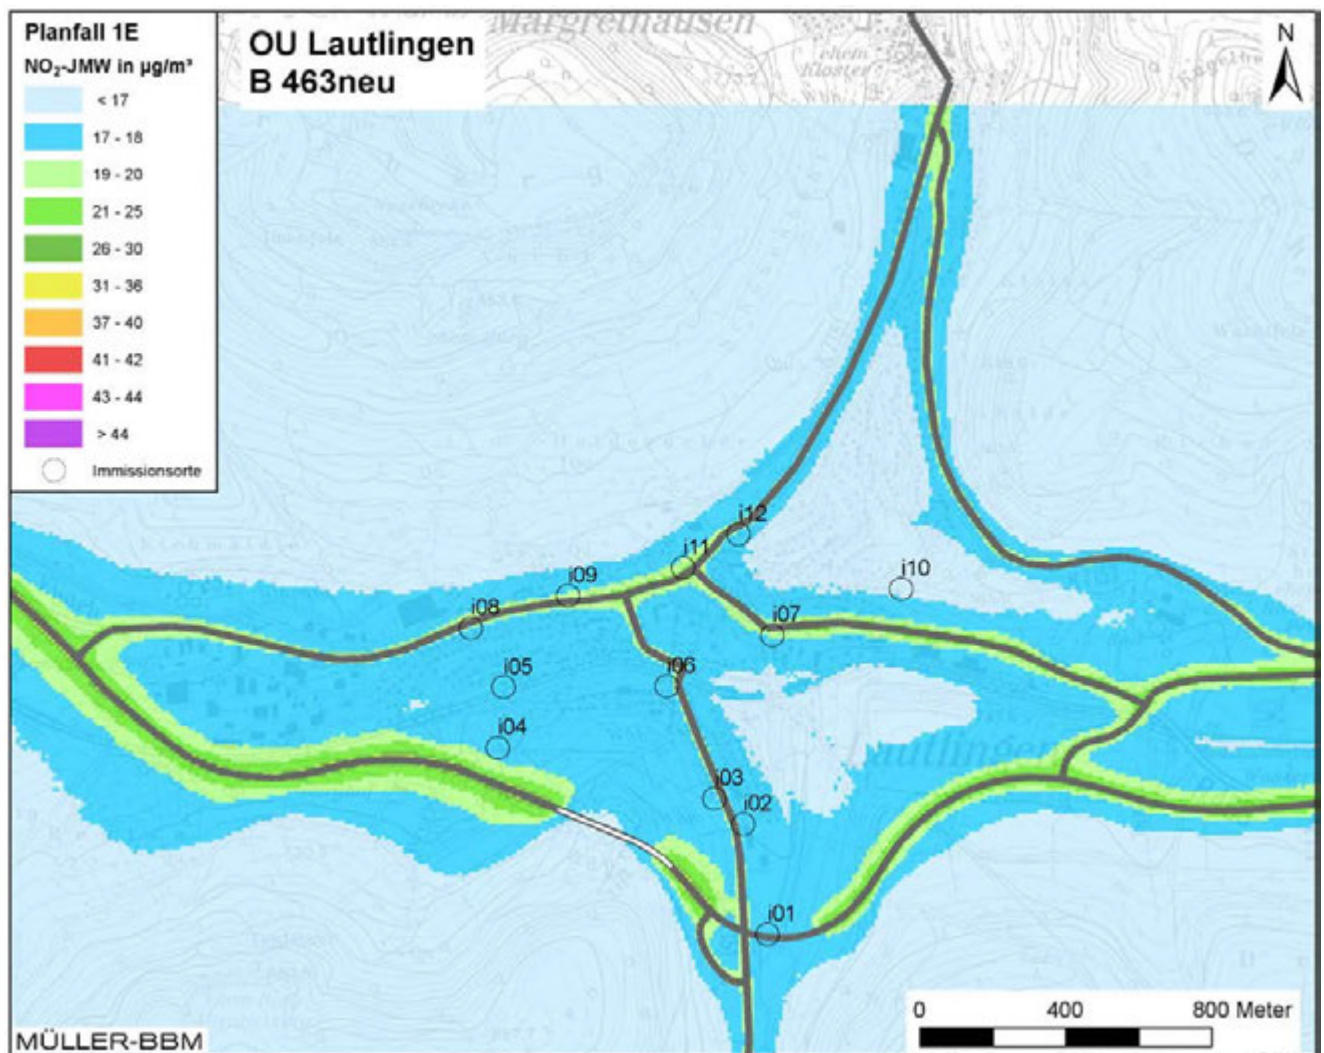 Planfall 1E
NO₂-JMW in µg/m³
< 17
17 - 18
19 - 20
21 - 25
26 - 30
31 - 36
37 - 40
41 - 42
43 - 44
> 44
Immissionsorte
OU Lautlingen
B 463neu
Margrethausen
ehem
Kloster
N
i12
i11
i10
i09
i08
i07
i06
i05
i04
Lautlingen
i03
i02
i01
0 400 800 Meter
MÜLLER-BBM